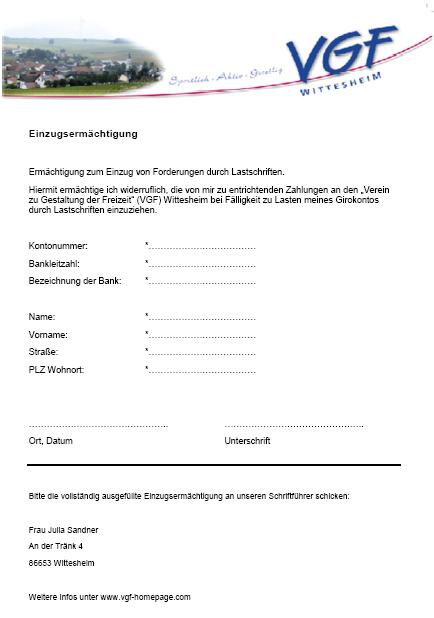 Sportlich - Aktiv - Gesellig
VGF
WITTESHEIM
Einzugsermächtigung
Ermächtigung zum Einzug von Forderungen durch Lastschriften.
Hiermit ermächtige ich widerruflich, die von mir zu entrichtenden Zahlungen an den „Verein
zu Gestaltung der Freizeit“ (VGF) Wittesheim bei Fälligkeit zu Lasten meines Girokontos
durch Lastschriften einzuziehen.
Kontonummer: *....................................
Bankleitzahl: *....................................
Bezeichnung der Bank: *....................................
Name: *....................................
Vorname: *....................................
Straße: *....................................
PLZ Wohnort: *....................................
............................................... ...............................................
Ort, Datum Unterschrift
Bitte die vollständig ausgefüllte Einzugsermächtigung an unseren Schriftführer schicken:
Frau Julia Sandner
An der Tränk 4
86653 Wittesheim
Weitere Infos unter www.vgf-homepage.com